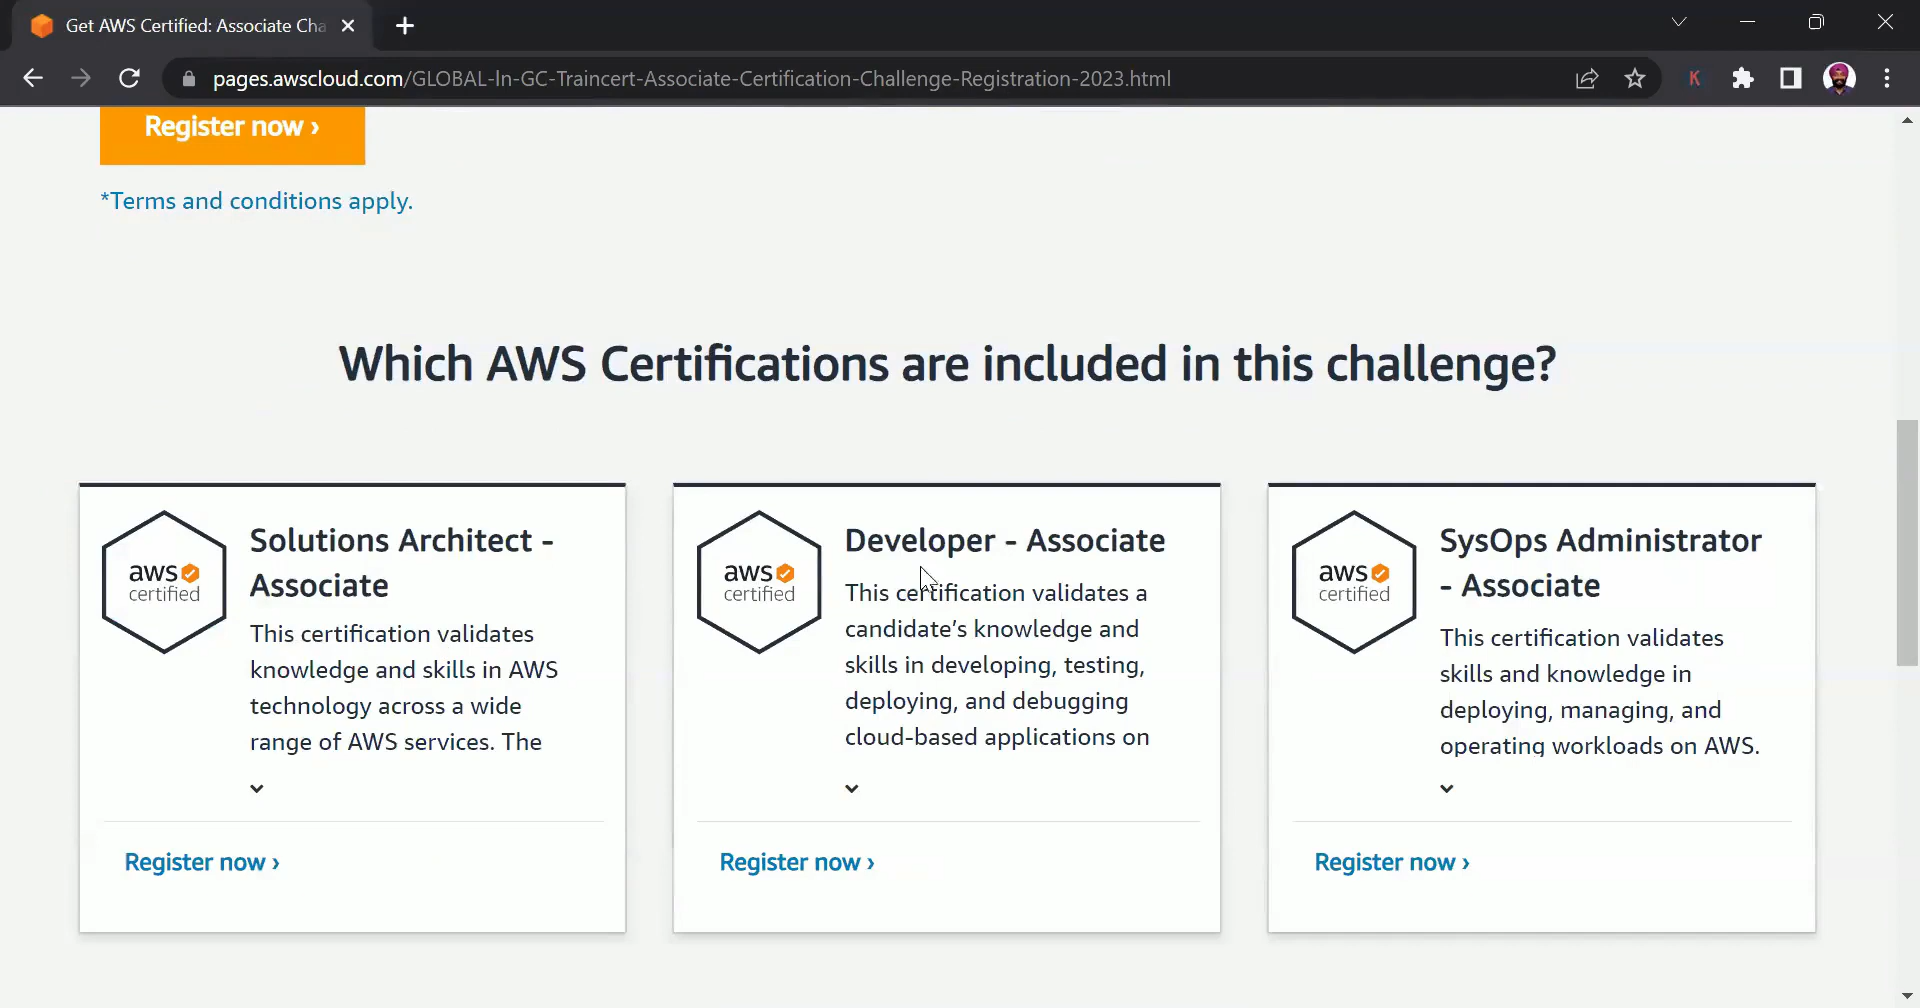 Get AWS Certified: Associate Cha
pages.awscloud.com/GLOBAL-In-GC-Traincert-Associate-Certification-Challenge-Registration-2023.html
K
Register now ›
*Terms and conditions apply.
Which AWS Certifications are included in this challenge?
aws
certified
Solutions Architect -
Associate
This certification validates
knowledge and skills in AWS
technology across a wide
range of AWS services. The
Register now ›
aws
certified
Developer - Associate
This certification validates a
candidate’s knowledge and
skills in developing, testing,
deploying, and debugging
cloud-based applications on
Register now ›
aws
certified
SysOps Administrator
- Associate
This certification validates
skills and knowledge in
deploying, managing, and
operating workloads on AWS.
Register now ›